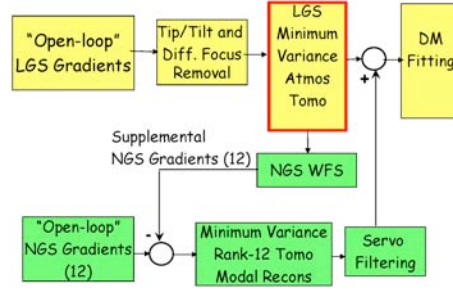 "Open-loop"
LGS Gradients
Tip/Tilt and
Diff. Focus
Removal
LGS
Minimum
Variance
Atmos
Tomo
+
DM
Fitting
Supplemental
NGS Gradients (12)
NGS WFS
"Open-loop"
NGS Gradients
(12)
-
Minimum Variance
Rank-12 Tomo
Modal Recons
Servo
Filtering